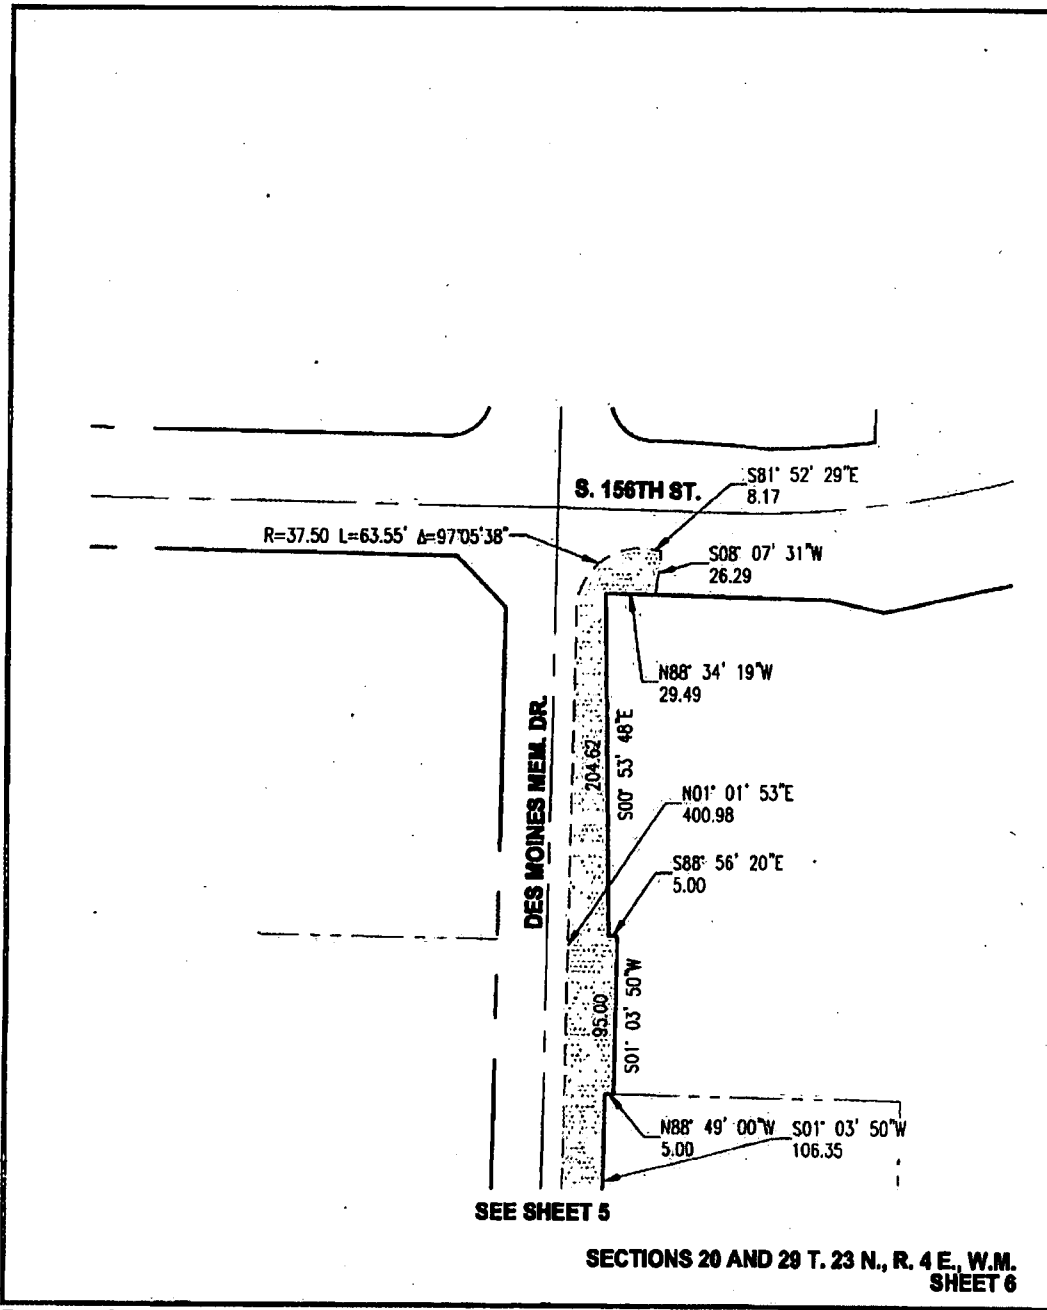 S. 156TH ST.
S81° 52' 29"E
8.17
R=37.50 L=63.55' Δ=97°05'38"
S08° 07' 31"W
26.29
N88° 34' 19"W
29.49
DES MOINES MEM. DR.
204.62
S00° 53' 48"E
N01° 01' 53"E
400.98
S88° 56' 20"E
5.00
95.00
S01° 03' 50"W
N88° 49' 00"W
5.00
S01° 03' 50"W
106.35
SEE SHEET 5
SECTIONS 20 AND 29 T. 23 N., R. 4 E., W.M.
SHEET 6